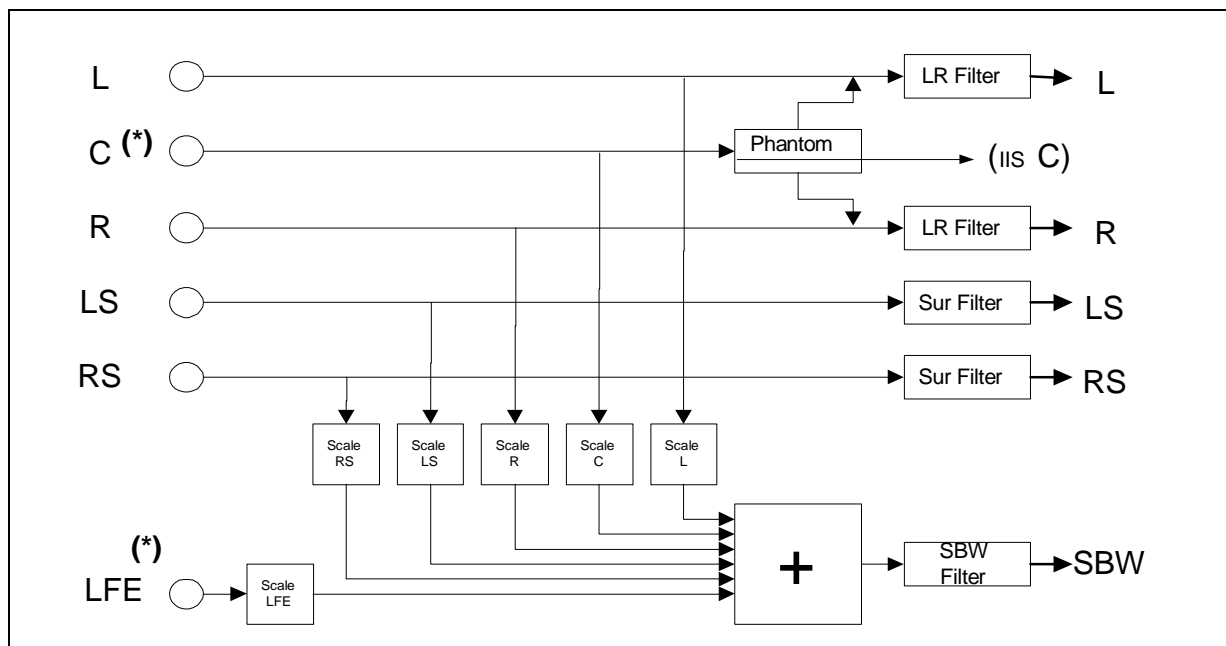 L
LR Filter
L
C (*)
Phantom
(IIS C)
R
LR Filter
R
LS
Sur Filter
LS
RS
Sur Filter
RS
Scale
RS
Scale
LS
Scale
R
Scale
C
Scale
L
(*)
LFE
Scale
LFE
+
SBW
Filter
SBW